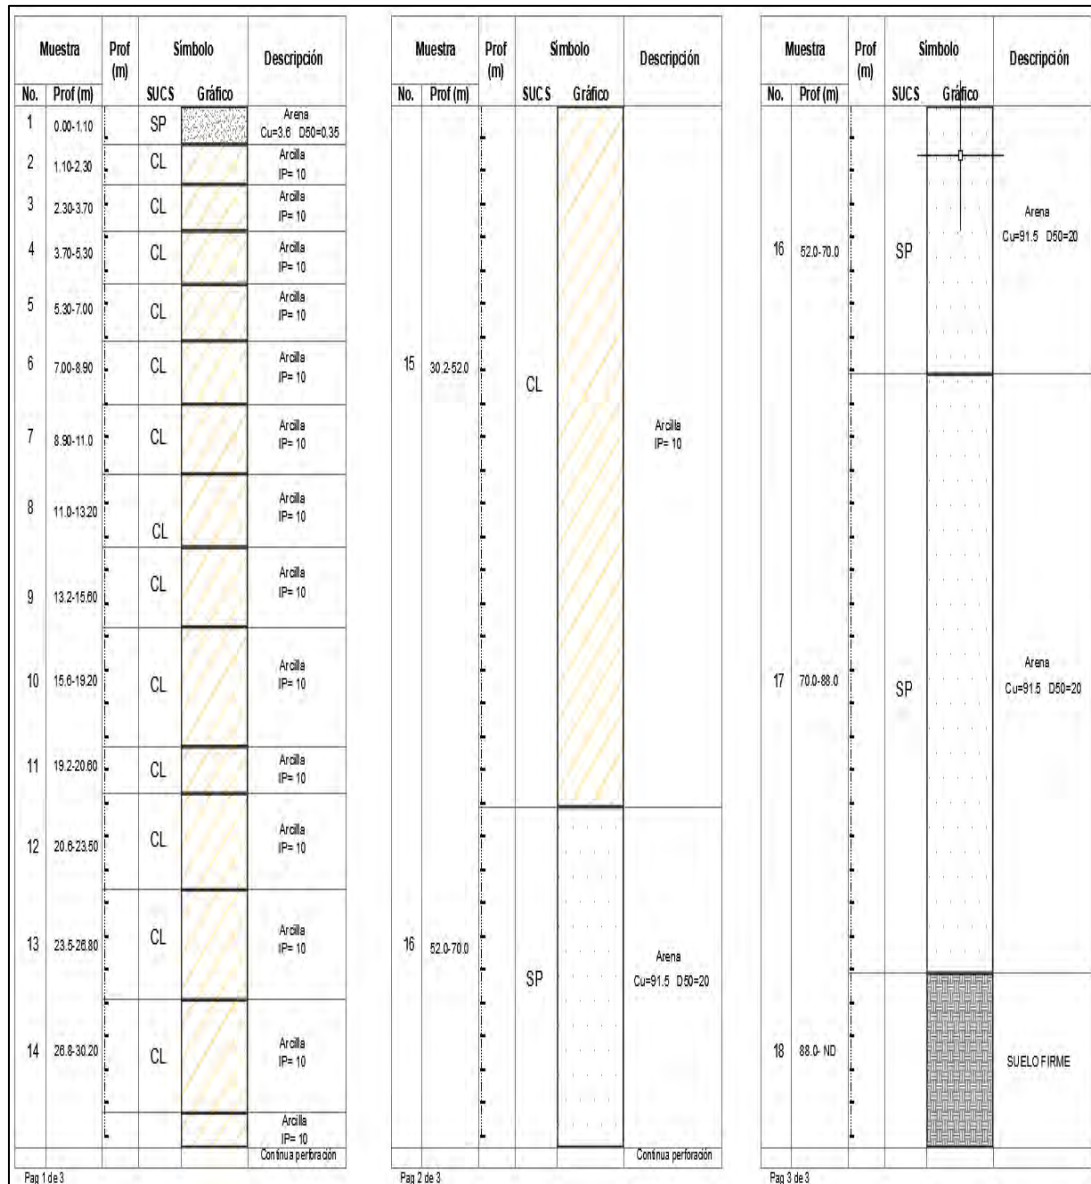 Muestra Prof (m) Simbolo Descripción
No. Prof (m) SUCS Gráfico
1 0.00-1.10 SP Arena
Cu=3.6 D50=0.35
2 1.10-2.30 CL Arcilla
IP= 10
3 2.30-3.70 CL Arcilla
IP= 10
4 3.70-5.30 CL Arcilla
IP= 10
5 5.30-7.00 CL Arcilla
IP= 10
6 7.00-8.90 CL Arcilla
IP= 10
7 8.90-11.0 CL Arcilla
IP= 10
8 11.0-13.20 CL Arcilla
IP= 10
9 13.2-15.60 CL Arcilla
IP= 10
10 15.6-19.20 CL Arcilla
IP= 10
11 19.2-20.60 CL Arcilla
IP= 10
12 20.6-23.50 CL Arcilla
IP= 10
13 23.5-26.80 CL Arcilla
IP= 10
14 26.8-30.20 CL Arcilla
IP= 10
Arcilla
IP= 10
Continua perforación
Pag 1 de 3
Muestra Prof (m) Simbolo Descripción
No. Prof (m) SUCS Gráfico
15 30.2-52.0 CL Arcilla
IP= 10
16 52.0-70.0 SP Arena
Cu=91.5 D50=20
Continua perforación
Pag 2 de 3
Muestra Prof (m) Simbolo Descripción
No. Prof (m) SUCS Gráfico
16 52.0-70.0 SP Arena
Cu=91.5 D50=20
17 70.0-88.0 SP Arena
Cu=91.5 D50=20
18 88.0- ND SUELO FIRME
Pag 3 de 3